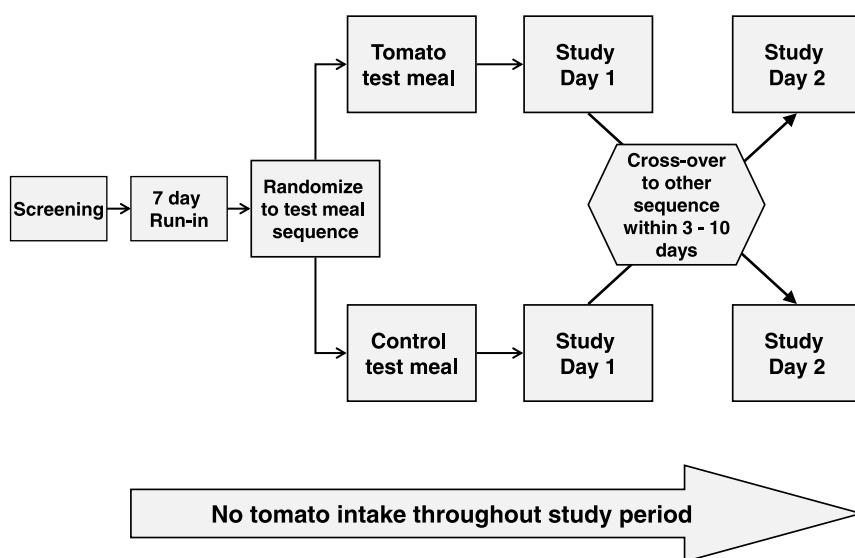 Tomato
test meal
Study
Day 1
Study
Day 2
Screening
7 day
Run-in
Randomize
to test meal
sequence
Cross-over
to other
sequence
within 3 - 10
days
Control
test meal
Study
Day 1
Study
Day 2
No tomato intake throughout study period